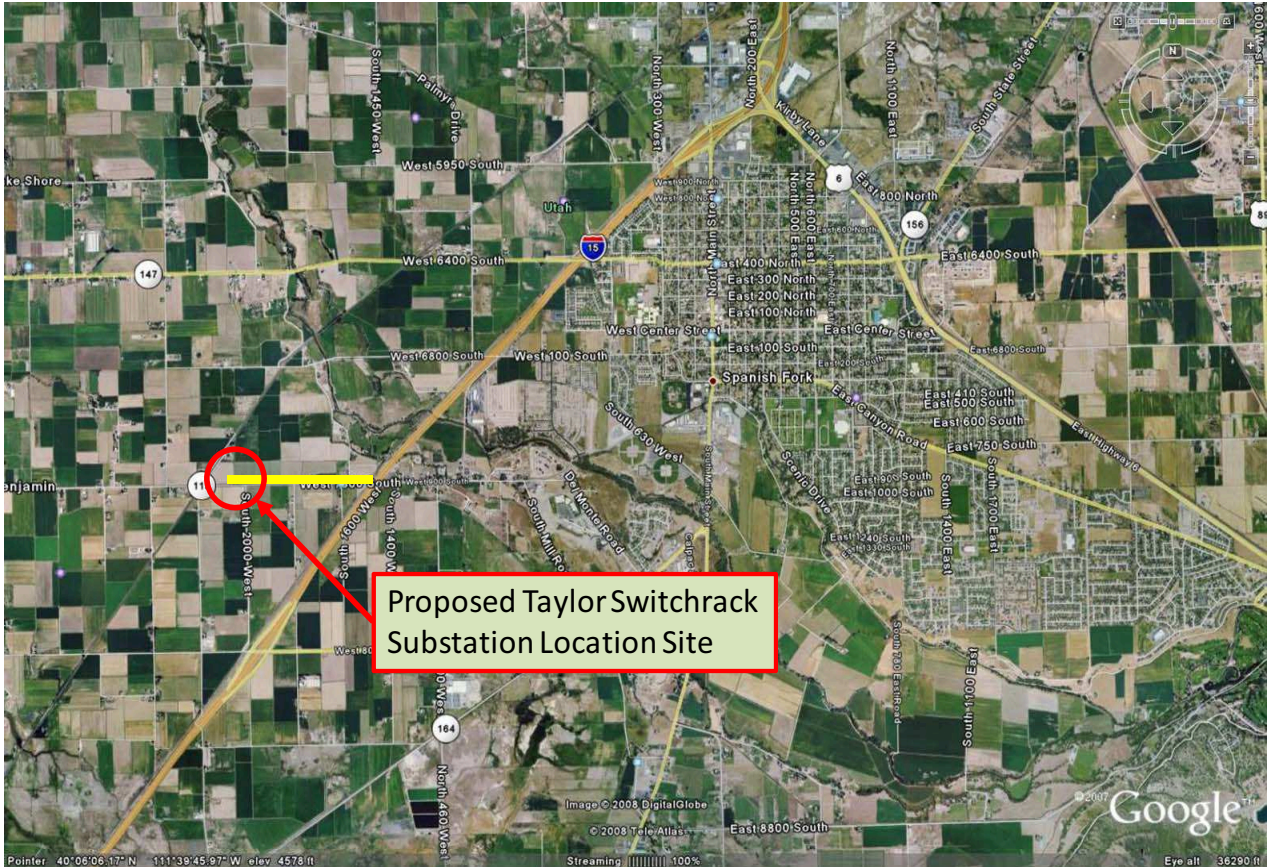 North 200 East
South 1450 West
Palmyra Drive
North 300 West
Kirby Lane
North 1100 East
South State Street
N
West 5950 South
ke Shore
West 900 North
6
East 800 North
Utah
North 500 East
North 600 East
156
89
15
East 600 North
West 6400 South
East 400 North
East 6400 South
147
North Main Street
East 300 North
East 200 North
East 100 North
West Center Street
East Center Street
West 6800 South
West 100 South
East 100 South
East 6800 South
East 200 South
Spanish Fork
East Canyon Road
East 410 South
East 500 South
South 630 West
East 600 South
East Highway 6
East 750 South
Scenic Drive
enjamin
11
West 900 South
East 900 South
East 1000 South
South 1700 East
South 1400 East
South 2000 West
South 1600 West
South 1400 West
Del Monte Road
East 1240 South
East 1330 South
Proposed Taylor Switchrack
Substation Location Site
South 1100 East
164
North 460 West
Image © 2008 DigitalGlobe
© 2008 Tele Atlas
East 8800 South
©2007 Google™
Pointer 40°06'06.17" N 111°39'45.97" W elev 4578 ft
Streaming |||||||||| 100%
Eye alt 36290 ft